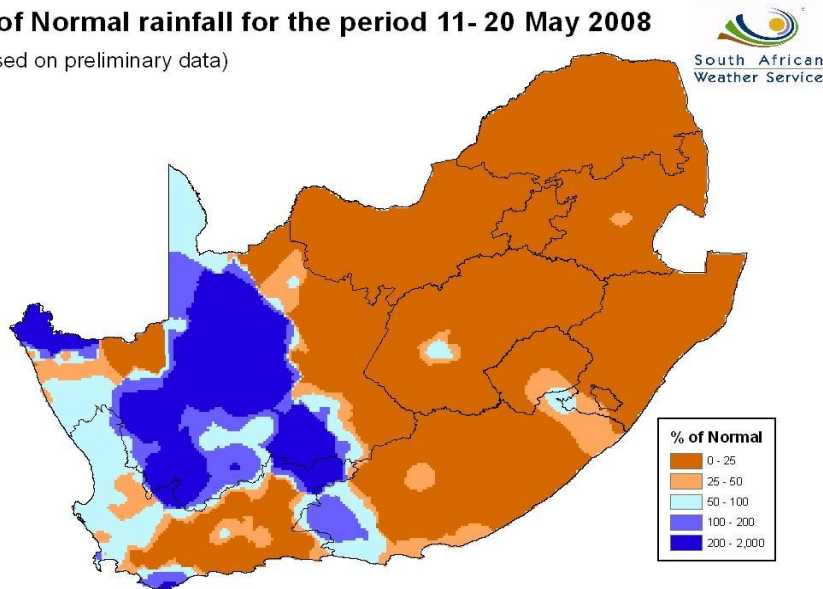 of Normal rainfall for the period 11- 20 May 2008
sed on preliminary data)
South African
Weather Service
% of Normal
0 - 25
25 - 50
50 - 100
100 - 200
200 - 2,000